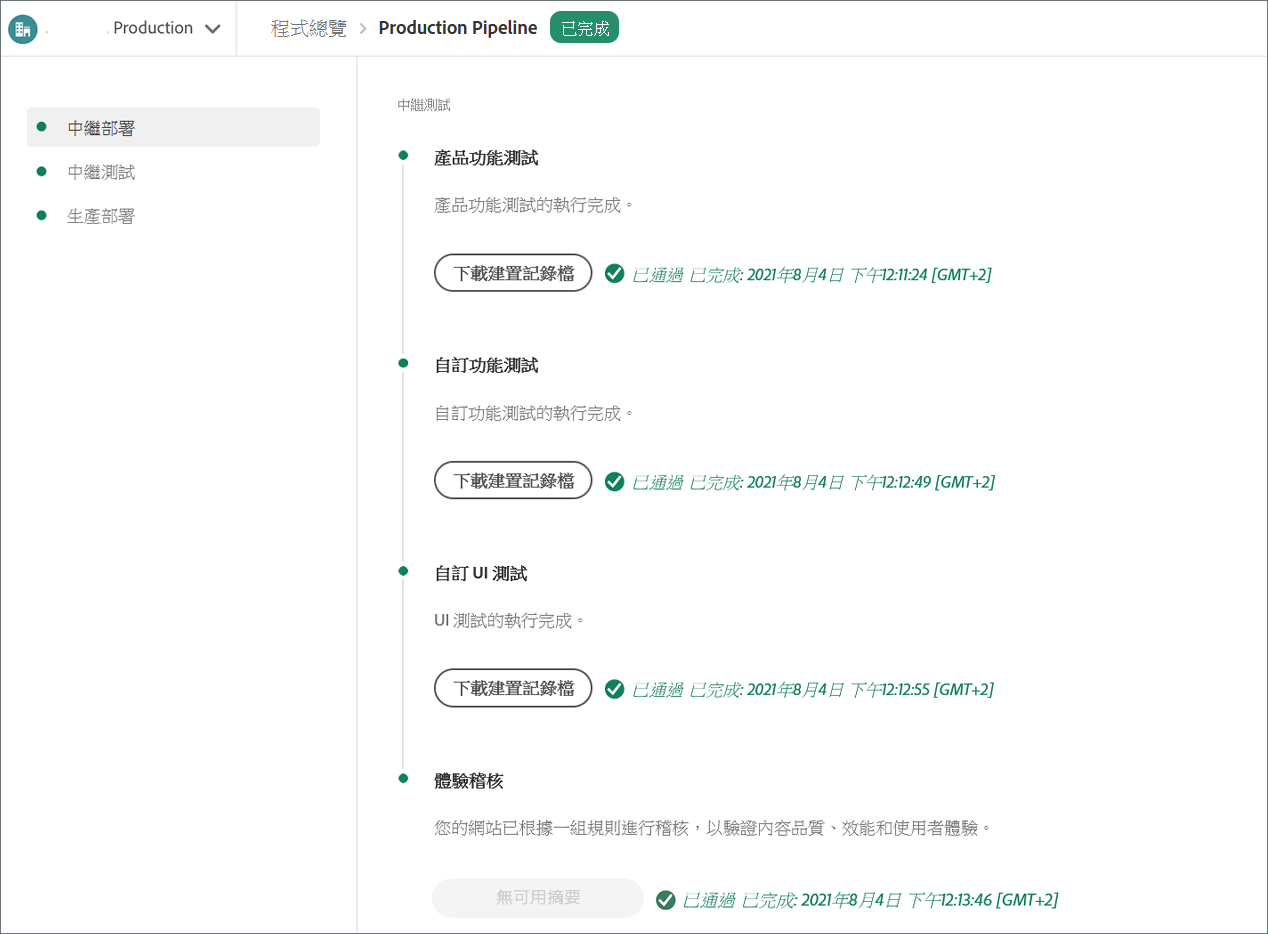 Production
程式總覽 > Production Pipeline 已完成
中繼部署
中繼測試
生產部署
中繼測試
產品功能測試
產品功能測試的執行完成。
下載建置記錄檔 已通過 已完成: 2021年8月4日 下午12:11:24 [GMT+2]
自訂功能測試
自訂功能測試的執行完成。
下載建置記錄檔 已通過 已完成: 2021年8月4日 下午12:12:49 [GMT+2]
自訂 UI 測試
UI 測試的執行完成。
下載建置記錄檔 已通過 已完成: 2021年8月4日 下午12:12:55 [GMT+2]
體驗稽核
您的網站已根據一組規則進行稽核，以驗證內容品質、效能和使用者體驗。
無可用摘要 已通過 已完成: 2021年8月4日 下午12:13:46 [GMT+2]